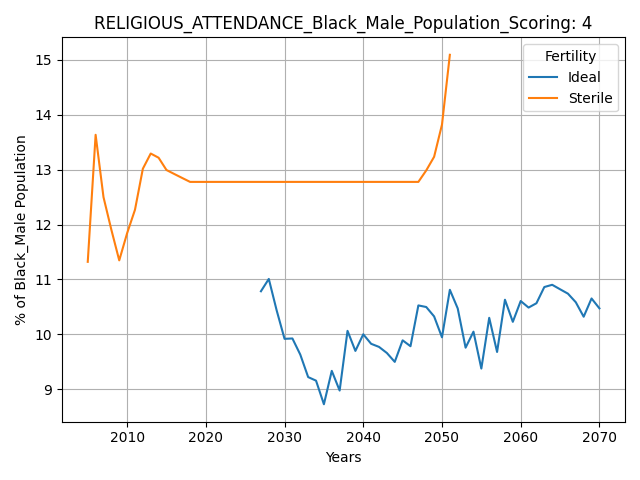 RELIGIOUS_ATTENDANCE_Black_Male_Population_Scoring: 4
Fertility
Ideal
Sterile
% of Black_Male Population
15
14
13
12
11
10
9
2010 2020 2030 2040 2050 2060 2070
Years